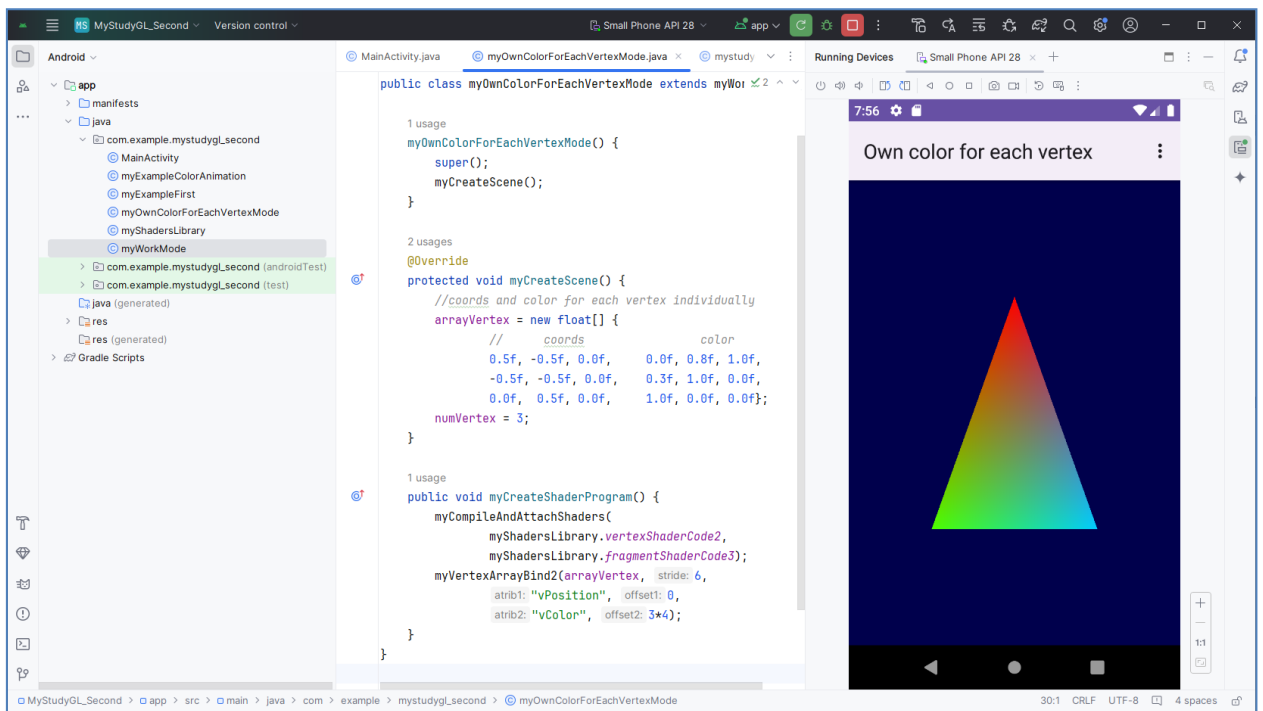 MS MyStudyGL_Second Version control Small Phone API 28 app
Android
app
manifests
java
com.example.mystudygl_second
MainActivity
myExampleColorAnimation
myExampleFirst
myOwnColorForEachVertexMode
myShadersLibrary
myWorkMode
com.example.mystudygl_second (androidTest)
com.example.mystudygl_second (test)
java (generated)
res
res (generated)
Gradle Scripts
MainActivity.java myOwnColorForEachVertexMode.java mystudy
public class myOwnColorForEachVertexMode extends myWor 2
1 usage
myOwnColorForEachVertexMode() {
super();
myCreateScene();
}
2 usages
@Override
protected void myCreateScene() {
//coords and color for each vertex individually
arrayVertex = new float[] {
// coords color
0.5f, -0.5f, 0.0f, 0.0f, 0.8f, 1.0f,
-0.5f, -0.5f, 0.0f, 0.3f, 1.0f, 0.0f,
0.0f, 0.5f, 0.0f, 1.0f, 0.0f, 0.0f};
numVertex = 3;
}
1 usage
public void myCreateShaderProgram() {
myCompileAndAttachShaders(
myShadersLibrary.vertexShaderCode2,
myShadersLibrary.fragmentShaderCode3);
myVertexArrayBind2(arrayVertex, stride: 6,
atrib1: "vPosition", offset1: 0,
atrib2: "vColor", offset2: 3*4);
}
}
Running Devices Small Phone API 28
7:56
Own color for each vertex
1:1
MyStudyGL_Second > app > src > main > java > com > example > mystudygl_second > myOwnColorForEachVertexMode 30:1 CRLF UTF-8 4 spaces